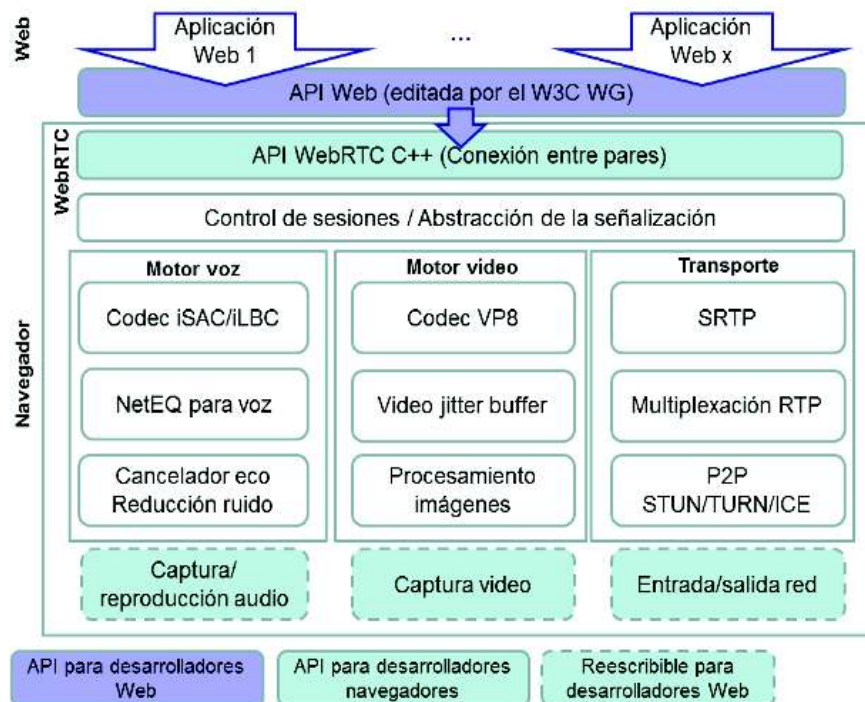 Web
Aplicación
Web 1
...
Aplicación
Web x
API Web (editada por el W3C WG)
WebRTC
API WebRTC C++ (Conexión entre pares)
Control de sesiones / Abstracción de la señalización
Navegador
Motor voz
Codec iSAC/iLBC
NetEQ para voz
Cancelador eco
Reducción ruido
Captura/
reproducción audio
Motor video
Codec VP8
Video jitter buffer
Procesamiento
imágenes
Captura video
Transporte
SRTP
Multiplexación RTP
P2P
STUN/TURN/ICE
Entrada/salida red
API para desarrolladores
Web
API para desarrolladores
navegadores
Reescribible para
desarrolladores Web